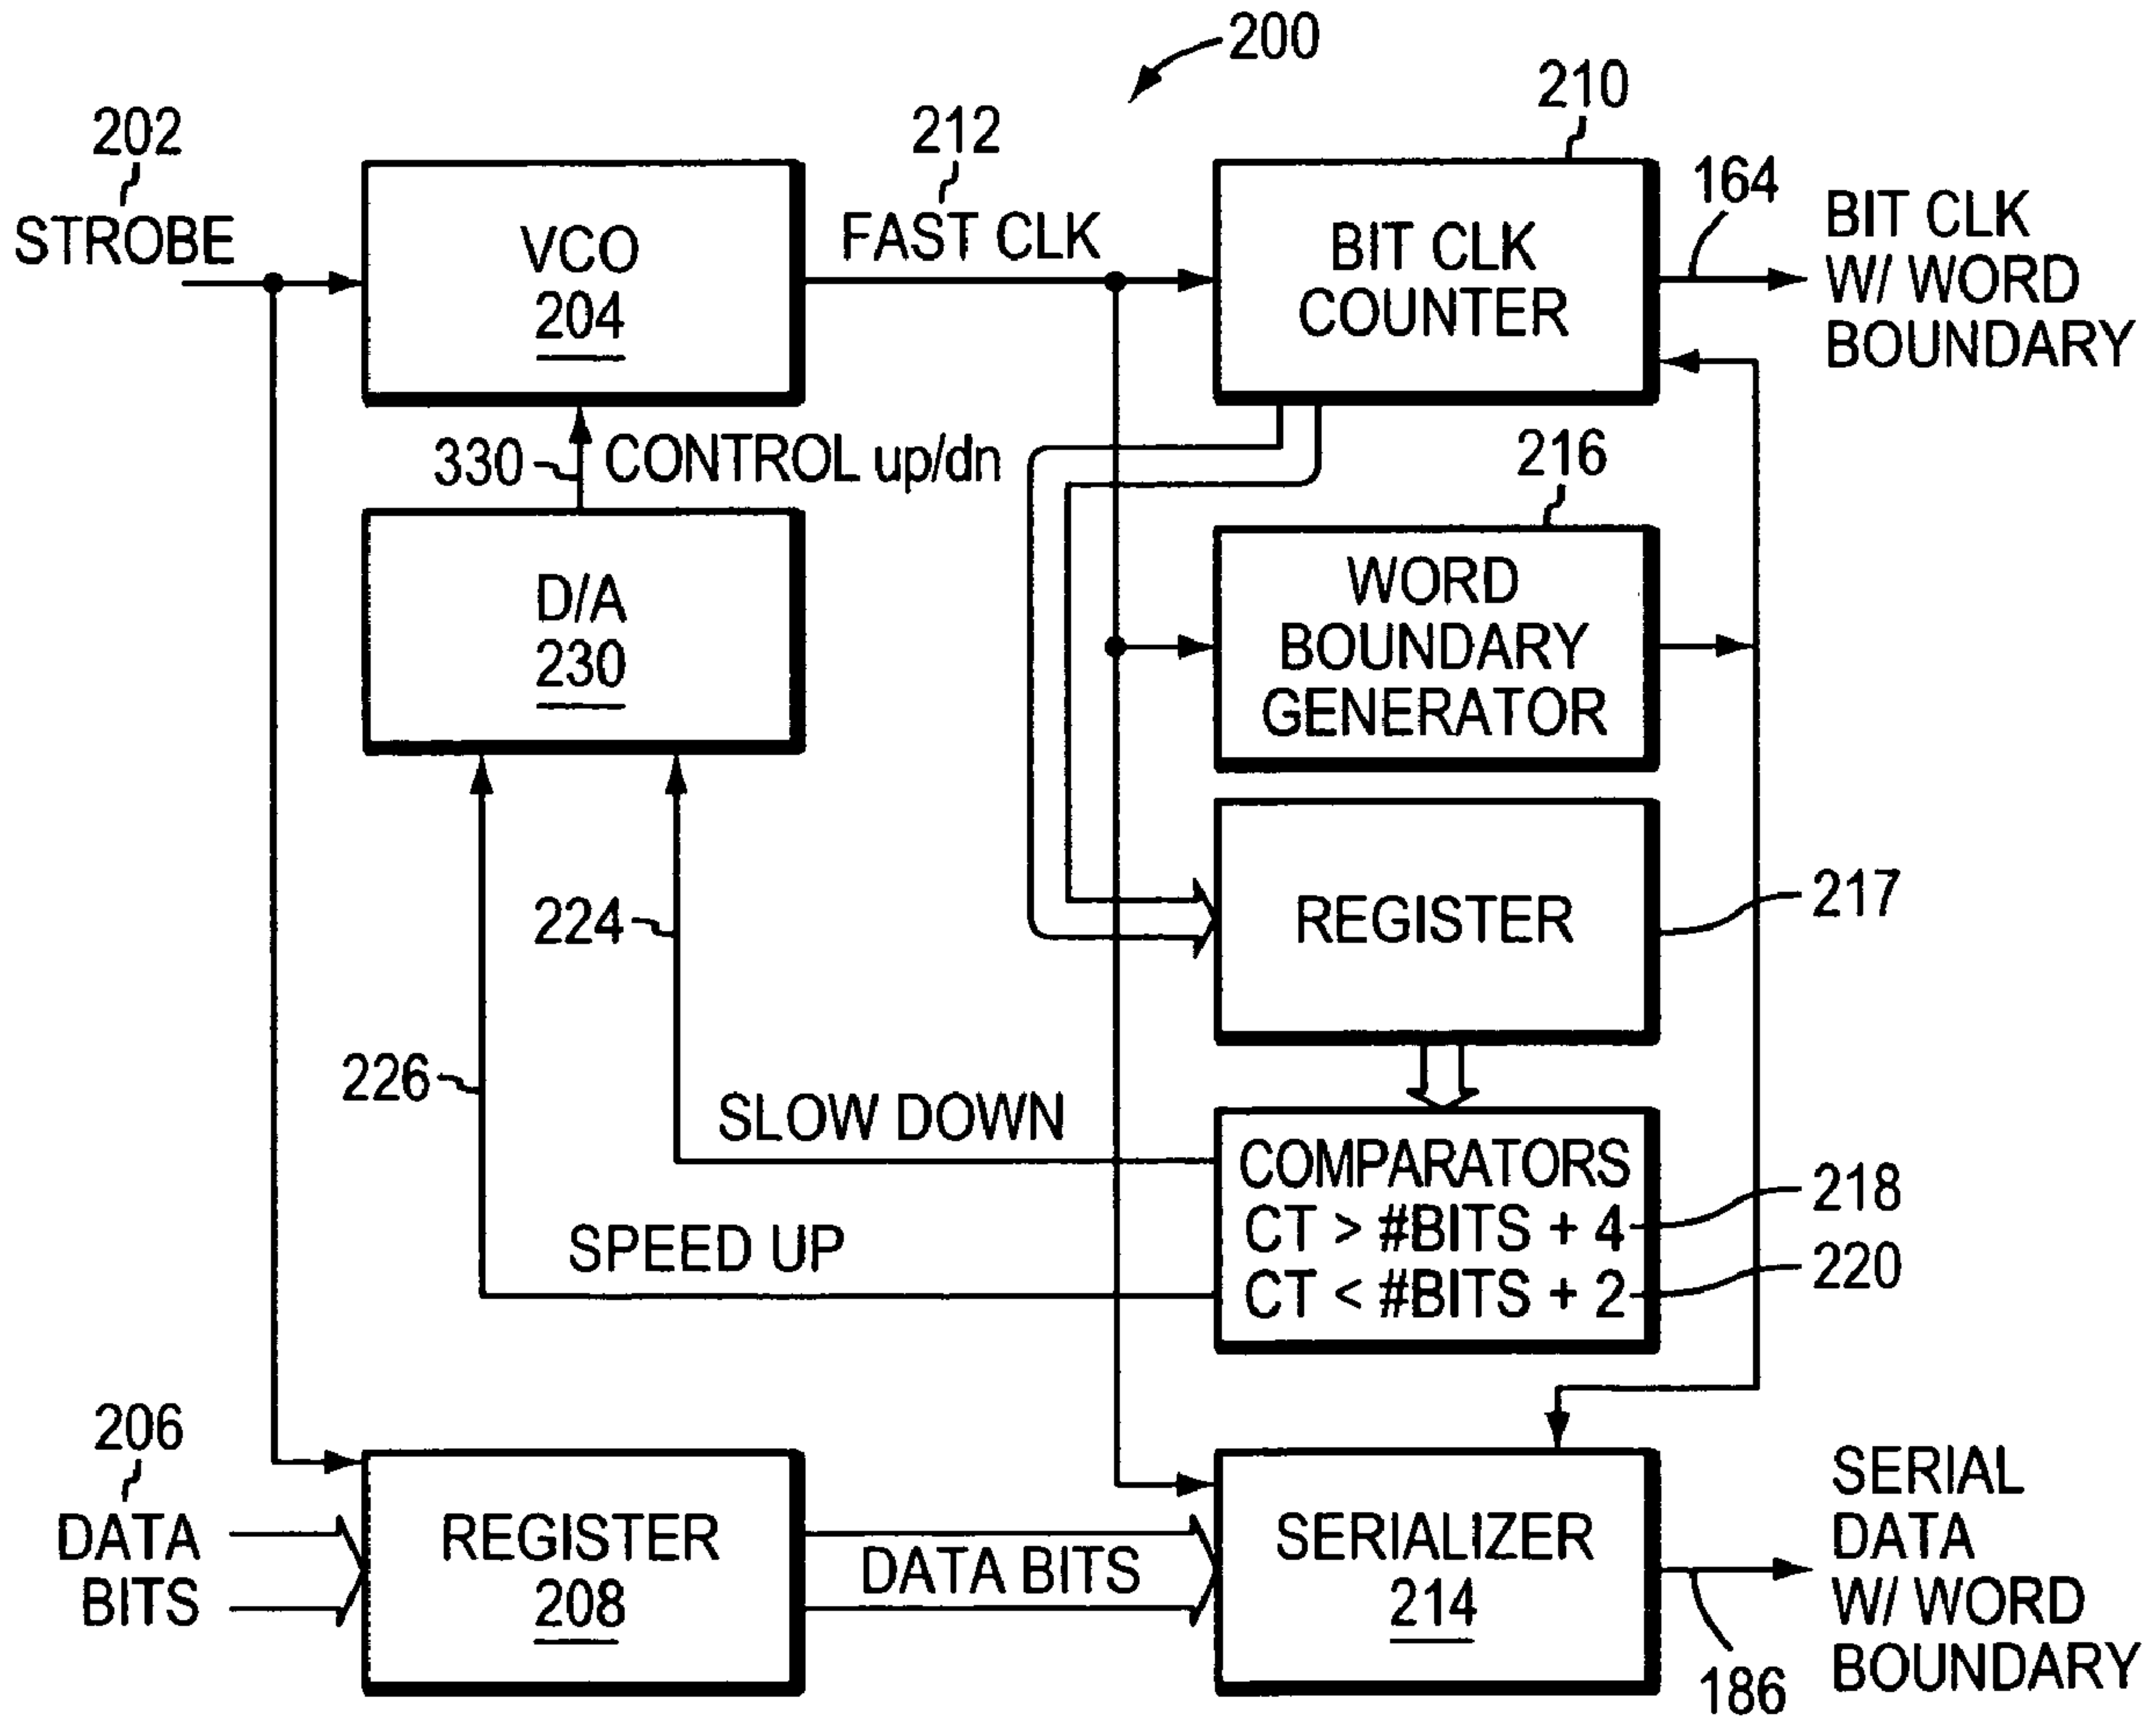 200
202
STROBE
VCO
204
212
FAST CLK
210
BIT CLK
COUNTER
164
BIT CLK
W/ WORD
BOUNDARY
330
CONTROL up/dn
D/A
230
216
WORD
BOUNDARY
GENERATOR
REGISTER
217
224
226
SLOW DOWN
SPEED UP
COMPARATORS
CT > #BITS + 4
CT < #BITS + 2
218
220
206
DATA
BITS
REGISTER
208
DATA BITS
SERIALIZER
214
SERIAL
DATA
W/ WORD
BOUNDARY
186